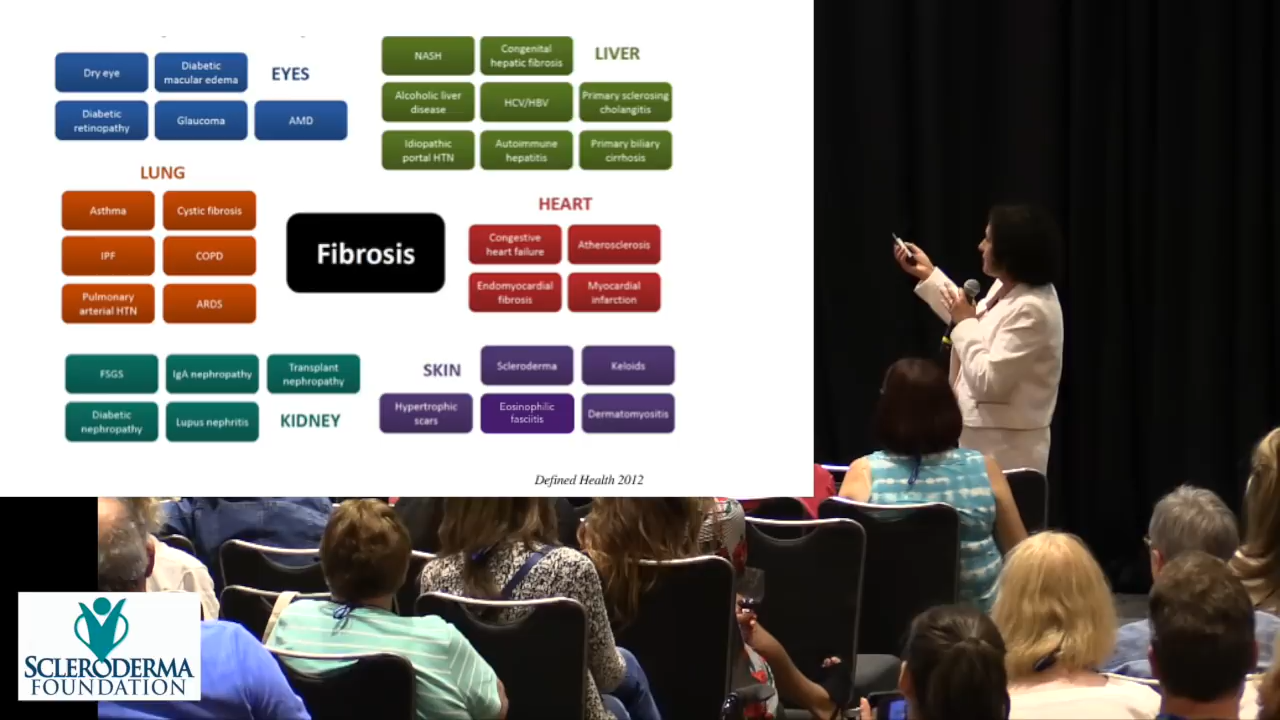 Dry eye
Diabetic
macular edema
EYES
Diabetic
retinopathy
Glaucoma
AMD
NASH
Congenital
hepatic fibrosis
LIVER
Alcoholic liver
disease
HCV/HBV
Primary sclerosing
cholangitis
Idiopathic
portal HTN
Autoimmune
hepatitis
Primary biliary
cirrhosis
LUNG
Asthma
Cystic fibrosis
IPF
COPD
Pulmonary
arterial HTN
ARDS
Fibrosis
HEART
Congestive
heart failure
Atherosclerosis
Endomyocardial
fibrosis
Myocardial
infarction
FSGS
IgA nephropathy
Transplant
nephropathy
Diabetic
nephropathy
Lupus nephritis
KIDNEY
SKIN
Scleroderma
Keloids
Hypertrophic
scars
Eosinophilic
fasciitis
Dermatomyositis
Defined Health 2012
SCLERODERMA
FOUNDATION